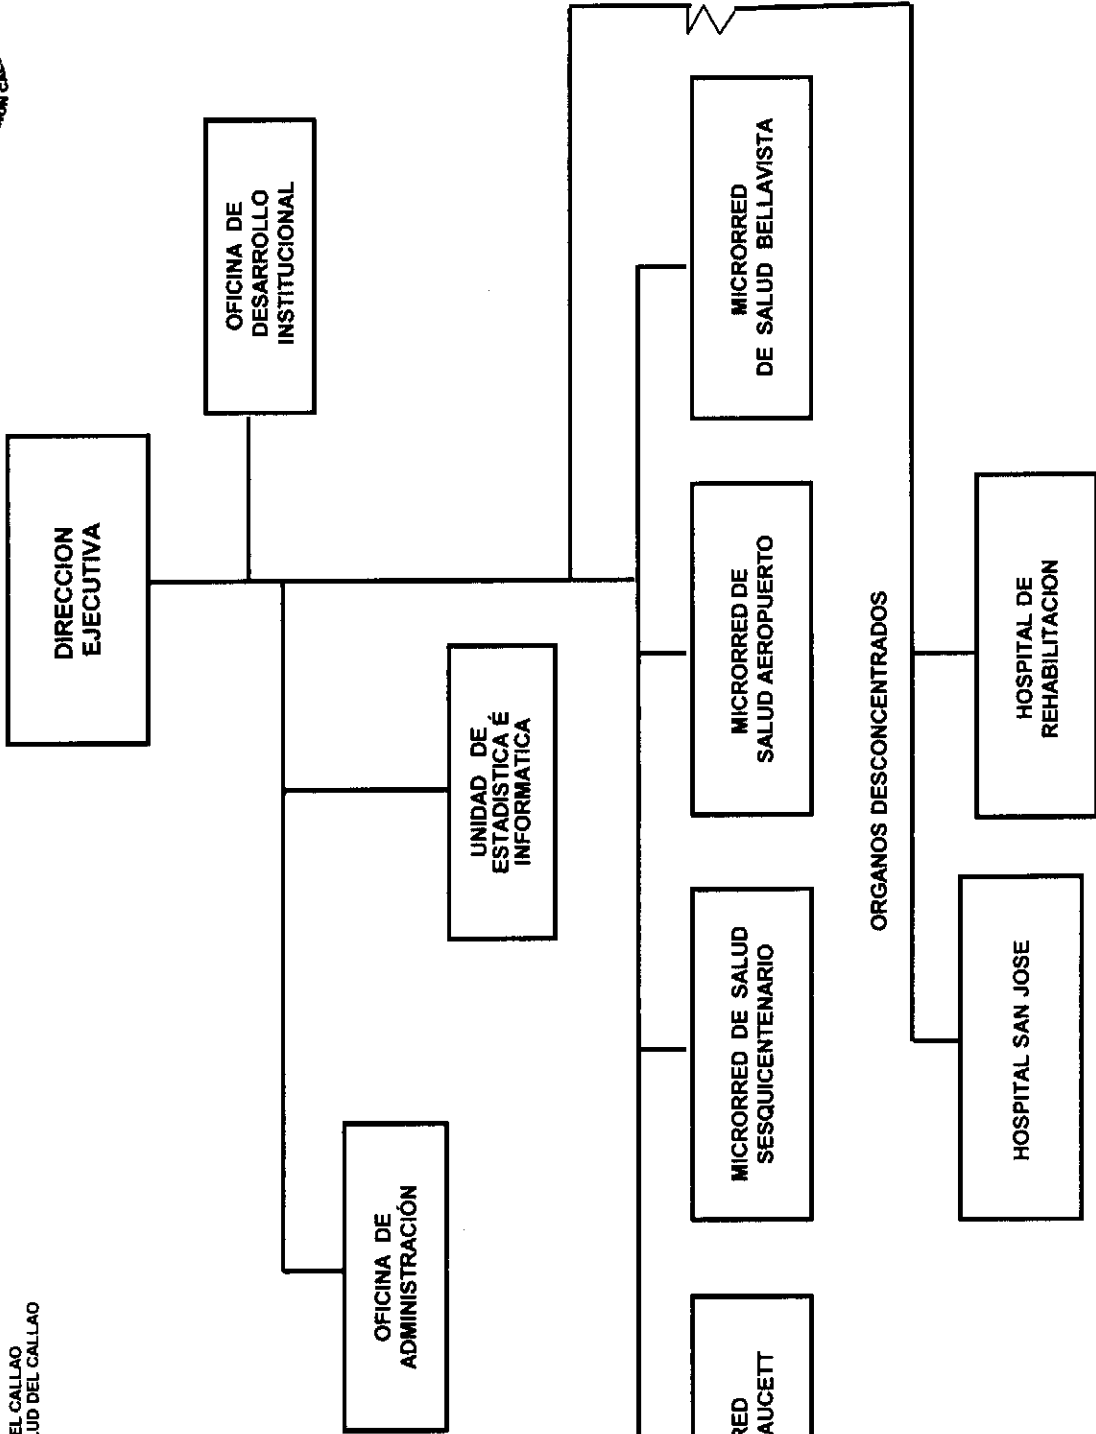 EL CALLAO
UD DEL CALLAO
DIRECCION
EJECUTIVA
OFICINA DE
DESARROLLO
INSTITUCIONAL
OFICINA DE
ADMINISTRACIÓN
UNIDAD DE
ESTADISTICA É
INFORMATICA
RED
AUCETT
MICRORRED DE SALUD
SESQUICENTENARIO
MICRORRED DE
SALUD AEROPUERTO
MICRORRED
DE SALUD BELLAVISTA
ORGANOS DESCONCENTRADOS
HOSPITAL SAN JOSE
HOSPITAL DE
REHABILITACION